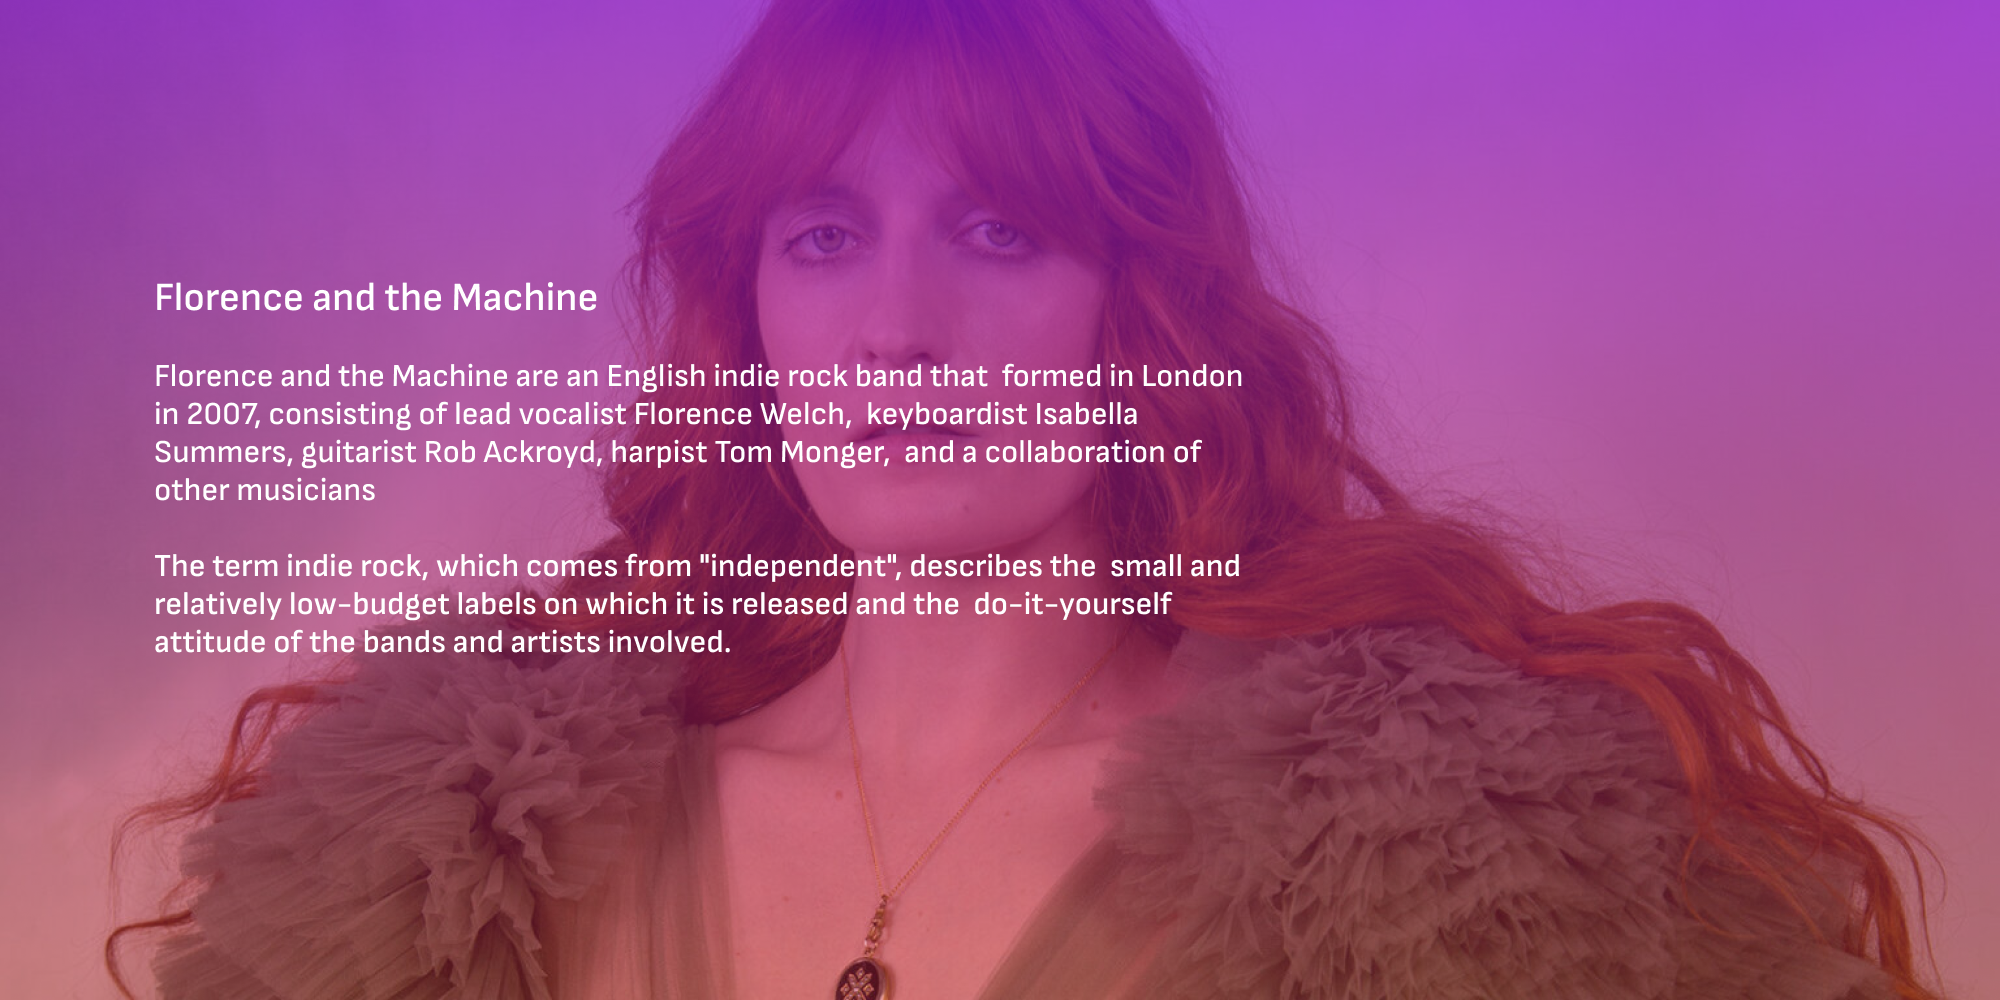 Florence and the Machine
Florence and the Machine are an English indie rock band that  formed in London
in 2007, consisting of lead vocalist Florence Welch,  keyboardist Isabella
Summers, guitarist Rob Ackroyd, harpist Tom Monger,  and a collaboration of
other musicians
The term indie rock, which comes from "independent", describes the  small and
relatively low-budget labels on which it is released and the  do-it-yourself
attitude of the bands and artists involved.